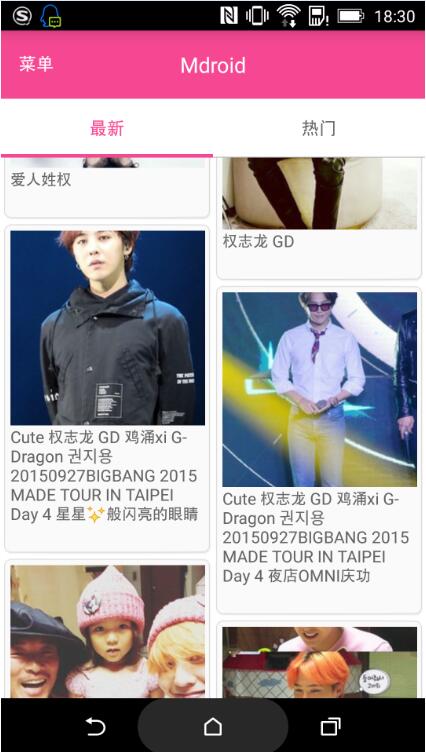 18:30
菜单 Mdroid
最新 热门
爱人姓权
权志龙 GD
Cute 权志龙 GD 鸡涌xi G-
Dragon 권지용
20150927BIGBANG 2015
MADE TOUR IN TAIPEI
Day 4 星星✨般闪亮的眼睛
Cute 权志龙 GD 鸡涌xi G-
Dragon 권지용
20150927BIGBANG 2015
MADE TOUR IN TAIPEI
Day 4 夜店OMNI庆功